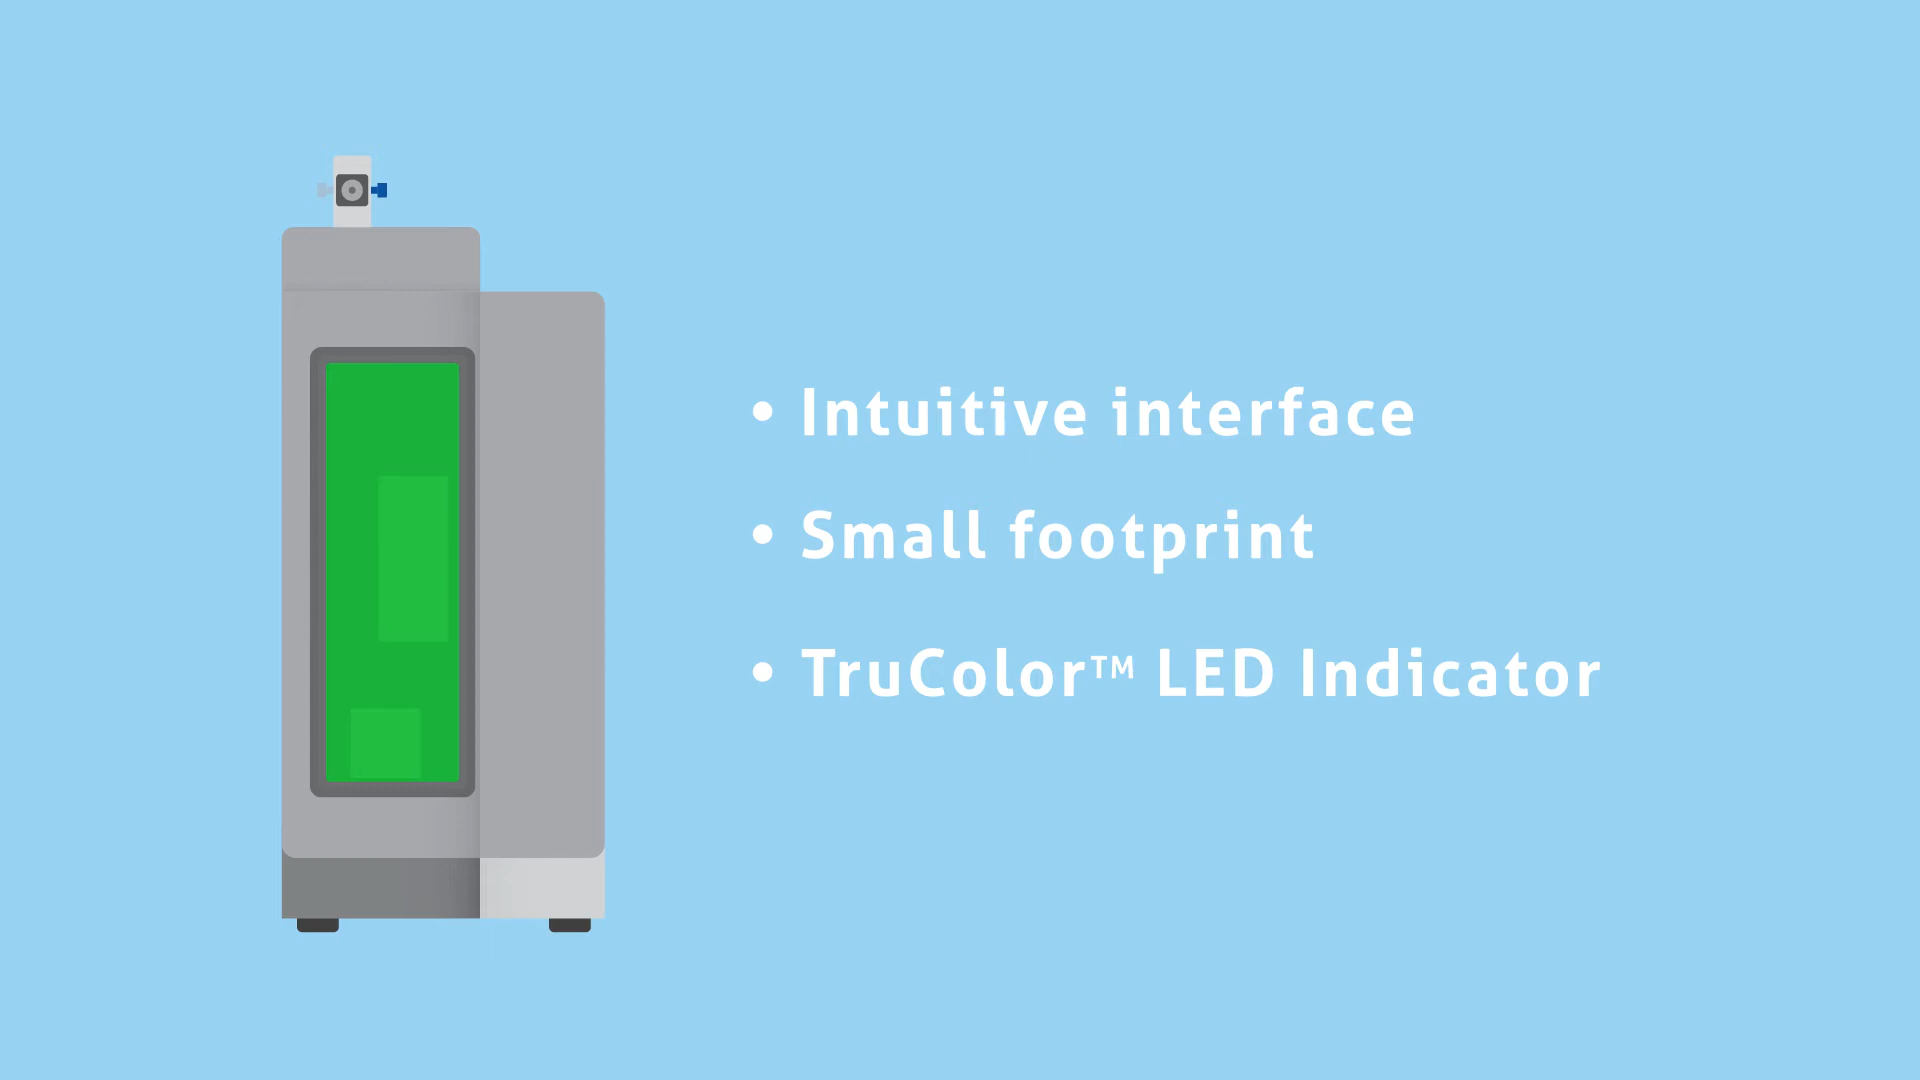 • Intuitive interface
• Small footprint
• TruColor™ LED Indicator